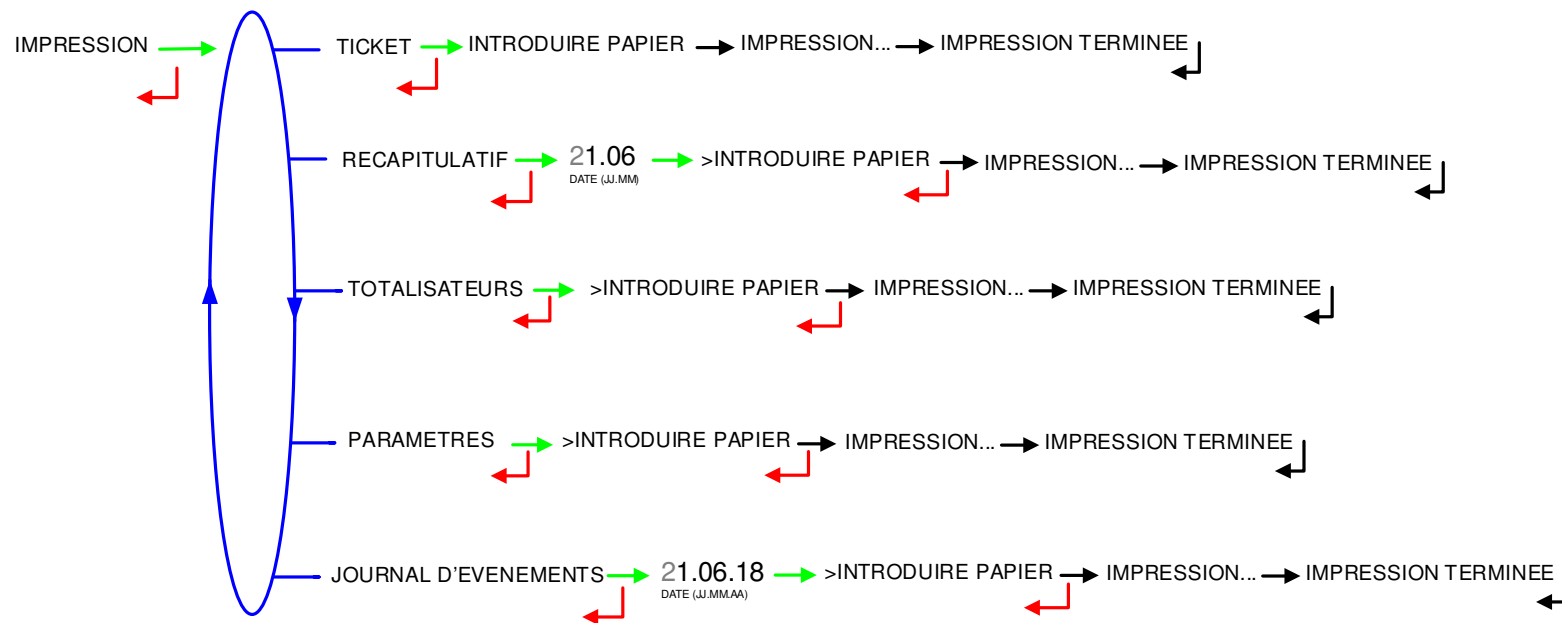 IMPRESSION
TICKET INTRODUIRE PAPIER IMPRESSION... IMPRESSION TERMINEE
RECAPITULATIF 21.06 >INTRODUIRE PAPIER IMPRESSION... IMPRESSION TERMINEE
DATE (JJ.MM)
TOTALISATEURS >INTRODUIRE PAPIER IMPRESSION... IMPRESSION TERMINEE
PARAMETRES >INTRODUIRE PAPIER IMPRESSION... IMPRESSION TERMINEE
JOURNAL D'EVENEMENTS 21.06.18 >INTRODUIRE PAPIER IMPRESSION... IMPRESSION TERMINEE
DATE (JJ.MM.AA)